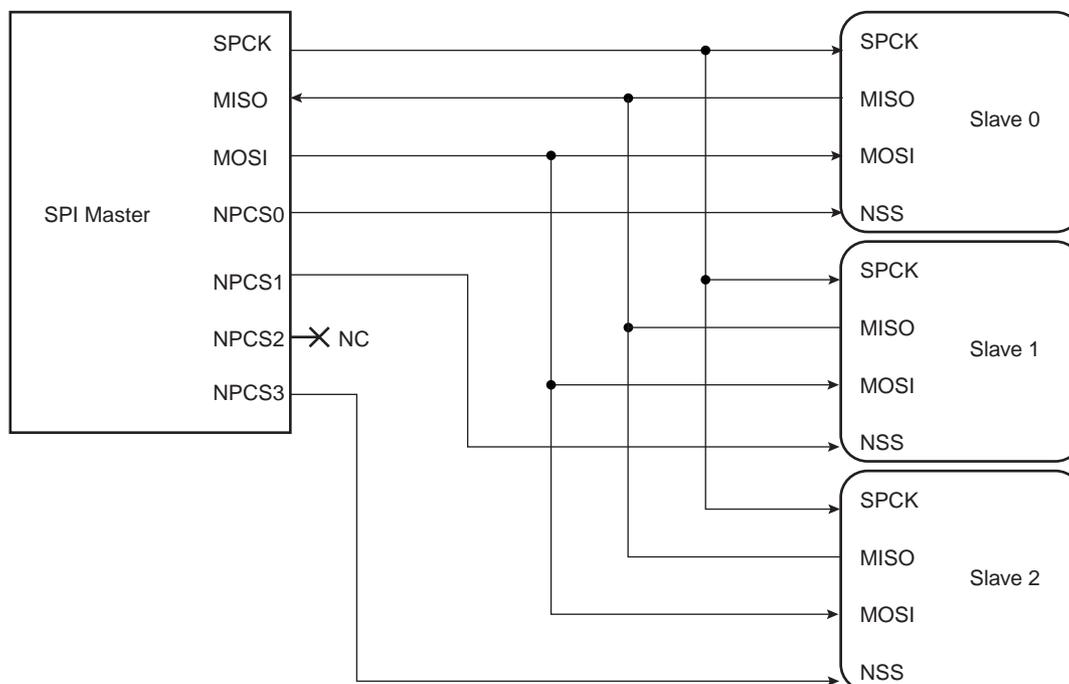 SPI Master
SPCK
MISO
MOSI
NPCS0
NPCS1
NPCS2
NC
NPCS3
SPCK
MISO
Slave 0
MOSI
NSS
SPCK
MISO
Slave 1
MOSI
NSS
SPCK
MISO
Slave 2
MOSI
NSS